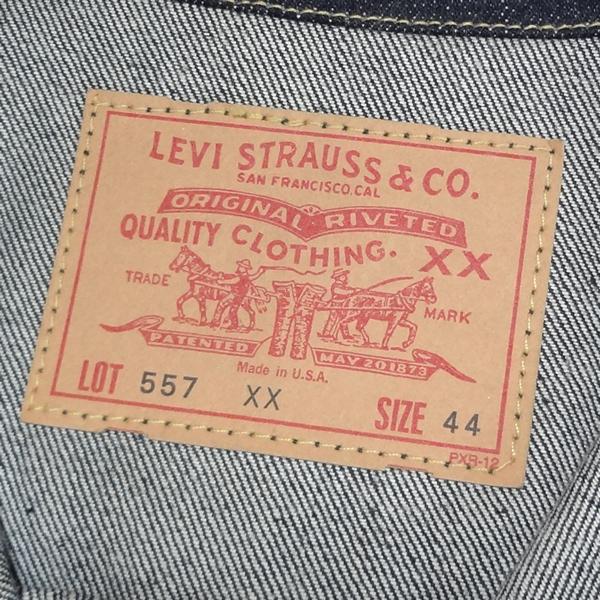 LEVI STRAUSS & CO.
SAN FRANCISCO, CAL
ORIGINAL RIVETED
QUALITY CLOTHING. XX
TRADE MARK
PATENTED MAY 20 1873
Made in U.S.A.
LOT 557 XX SIZE 44
PXR-12